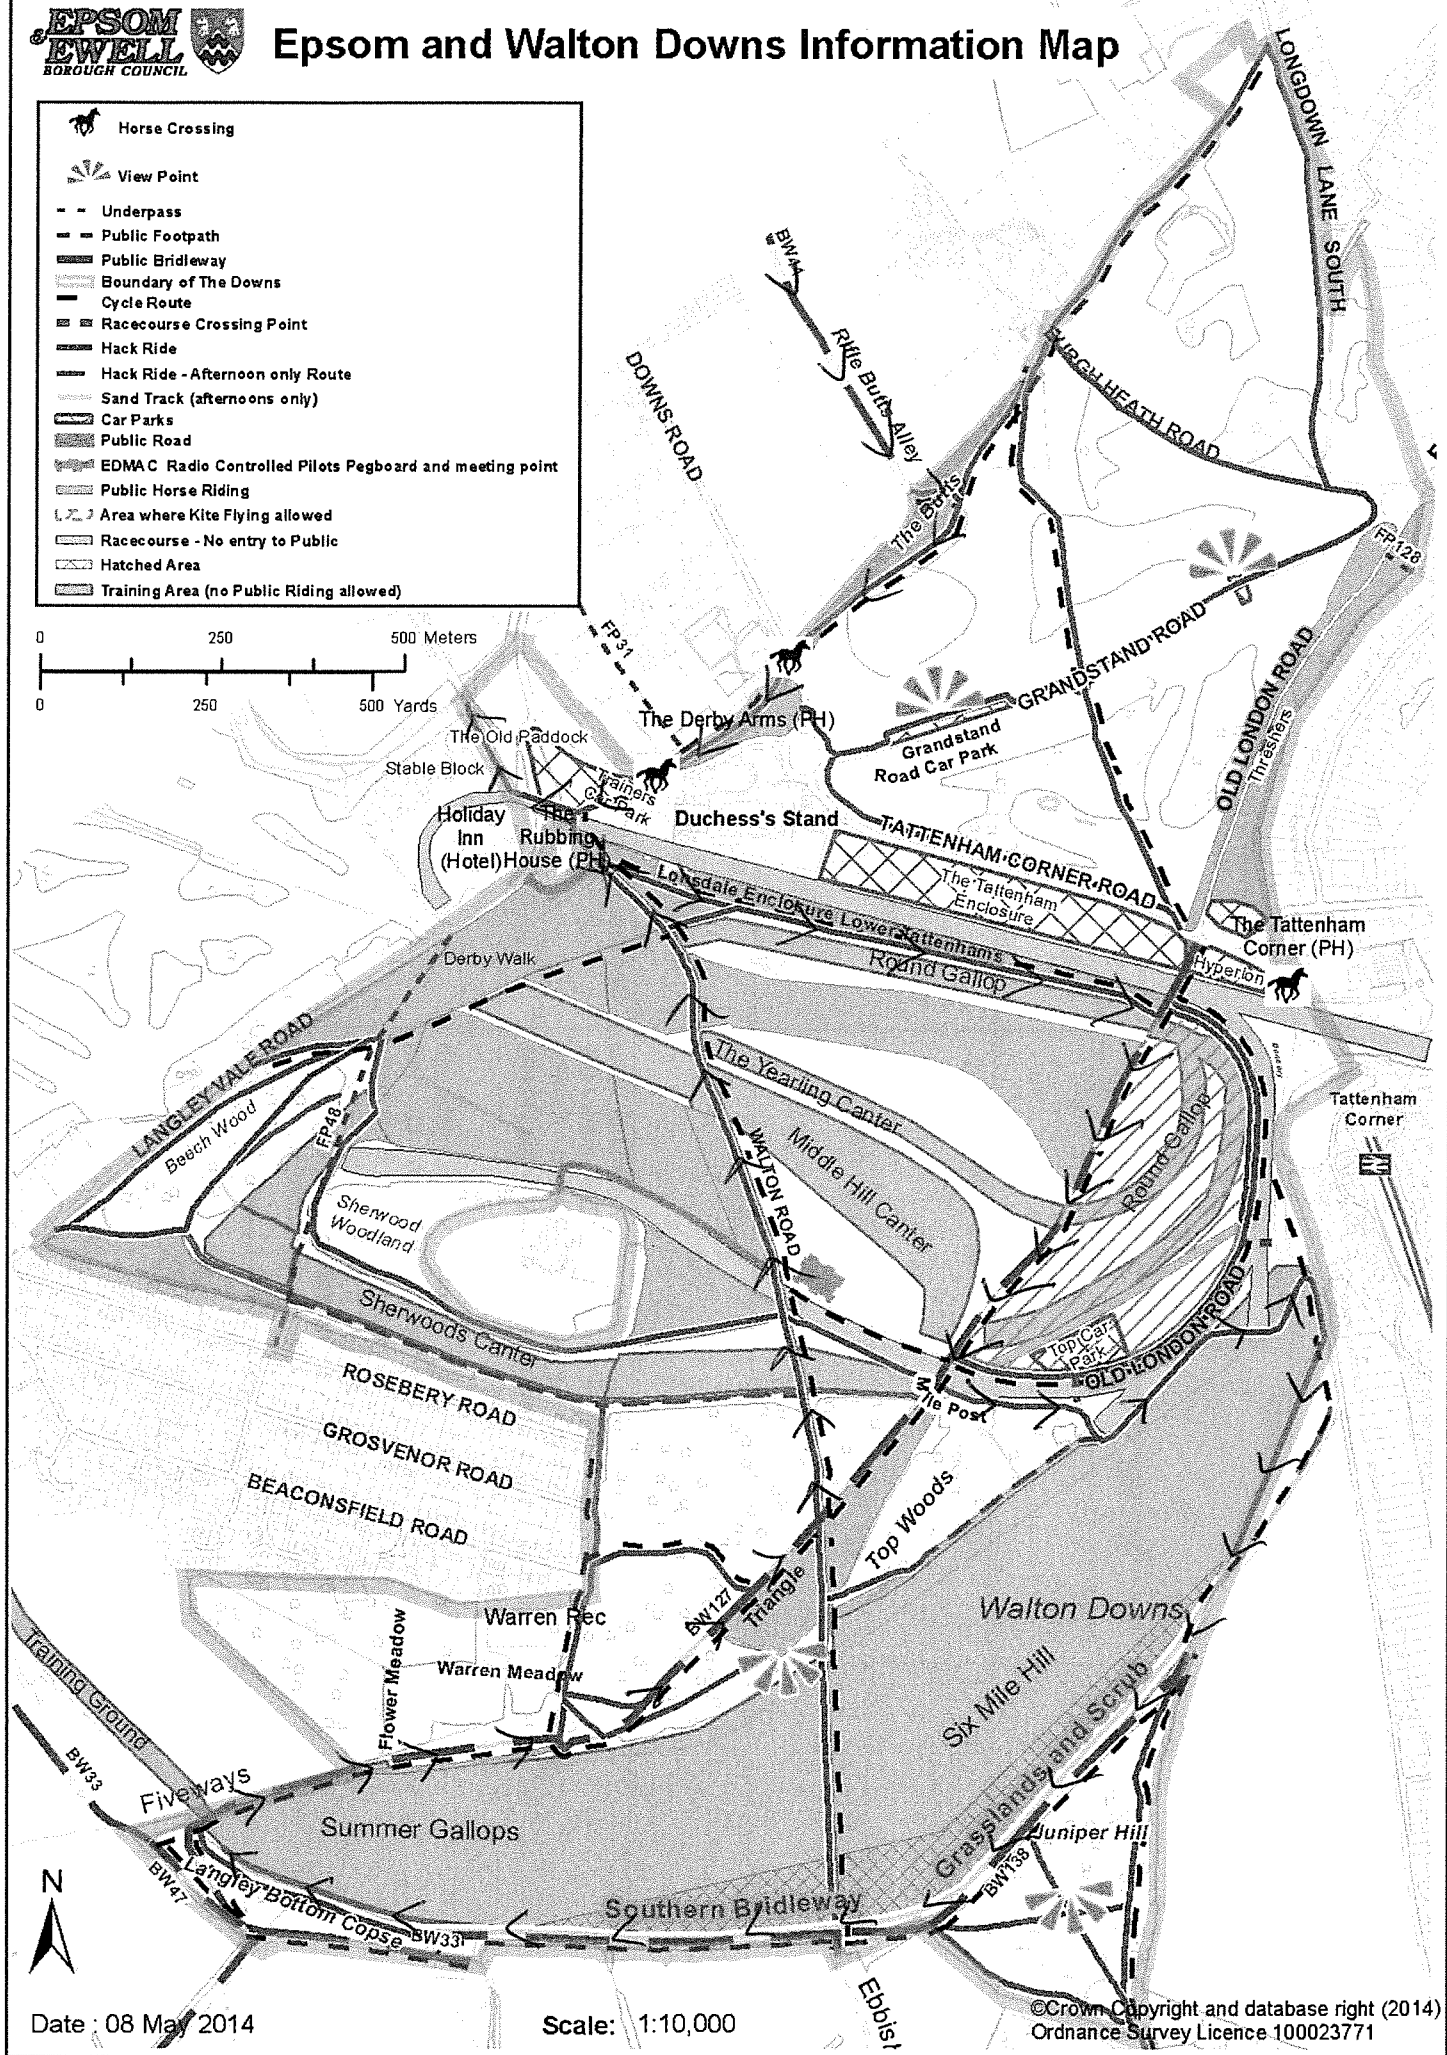 EPSOM
& EWELL
BOROUGH COUNCIL
Epsom and Walton Downs Information Map
Horse Crossing
View Point
Underpass
Public Footpath
Public Bridleway
Boundary of The Downs
Cycle Route
Racecourse Crossing Point
Hack Ride
Hack Ride - Afternoon only Route
Sand Track (afternoons only)
Car Parks
Public Road
EDMAC Radio Controlled Pilots Pegboard and meeting point
Public Horse Riding
Area where Kite Flying allowed
Racecourse - No entry to Public
Hatched Area
Training Area (no Public Riding allowed)
0 250 500 Meters
0 250 500 Yards
LONGDOWN LANE SOUTH
BW44
Rifle Butts Alley
DOWNS ROAD
BURGH HEATH ROAD
The Butts
FP128
FP31
GRANDSTAND ROAD
OLD LONDON ROAD
Threshers
The Derby Arms (PH)
Grandstand
Road Car Park
The Old Paddock
Stable Block
Trainers
Car Park
Holiday
Inn
(Hotel)
The
Rubbing
House (PH)
Duchess's Stand
TATTENHAM CORNER ROAD
The Tattenham
Enclosure
Lonsdale Enclosure
Lower Tattenhams
The Tattenham
Corner (PH)
Hyperion
Round Gallop
Derby Walk
LANGLEY VALE ROAD
Beech Wood
FP48
The Yearling Canter
Middle Hill Canter
WALTON ROAD
Round Gallop
Tattenham
Corner
Sherwood
Woodland
Sherwoods Canter
Top Car
Park
OLD LONDON ROAD
Mile Post
ROSEBERY ROAD
GROSVENOR ROAD
BEACONSFIELD ROAD
Top Woods
BW127
Triangle
Warren Rec
Warren Meadow
Flower Meadow
Walton Downs
Six Mile Hill
Grasslands and Scrub
Training Ground
BW33
Fiveways
Summer Gallops
Juniper Hill
BW138
BW47
Langley Bottom Copse
BW33
Southern Bridleway
N
Ebbish
Date : 08 May 2014
Scale: 1:10,000
©Crown Copyright and database right (2014)
Ordnance Survey Licence 100023771